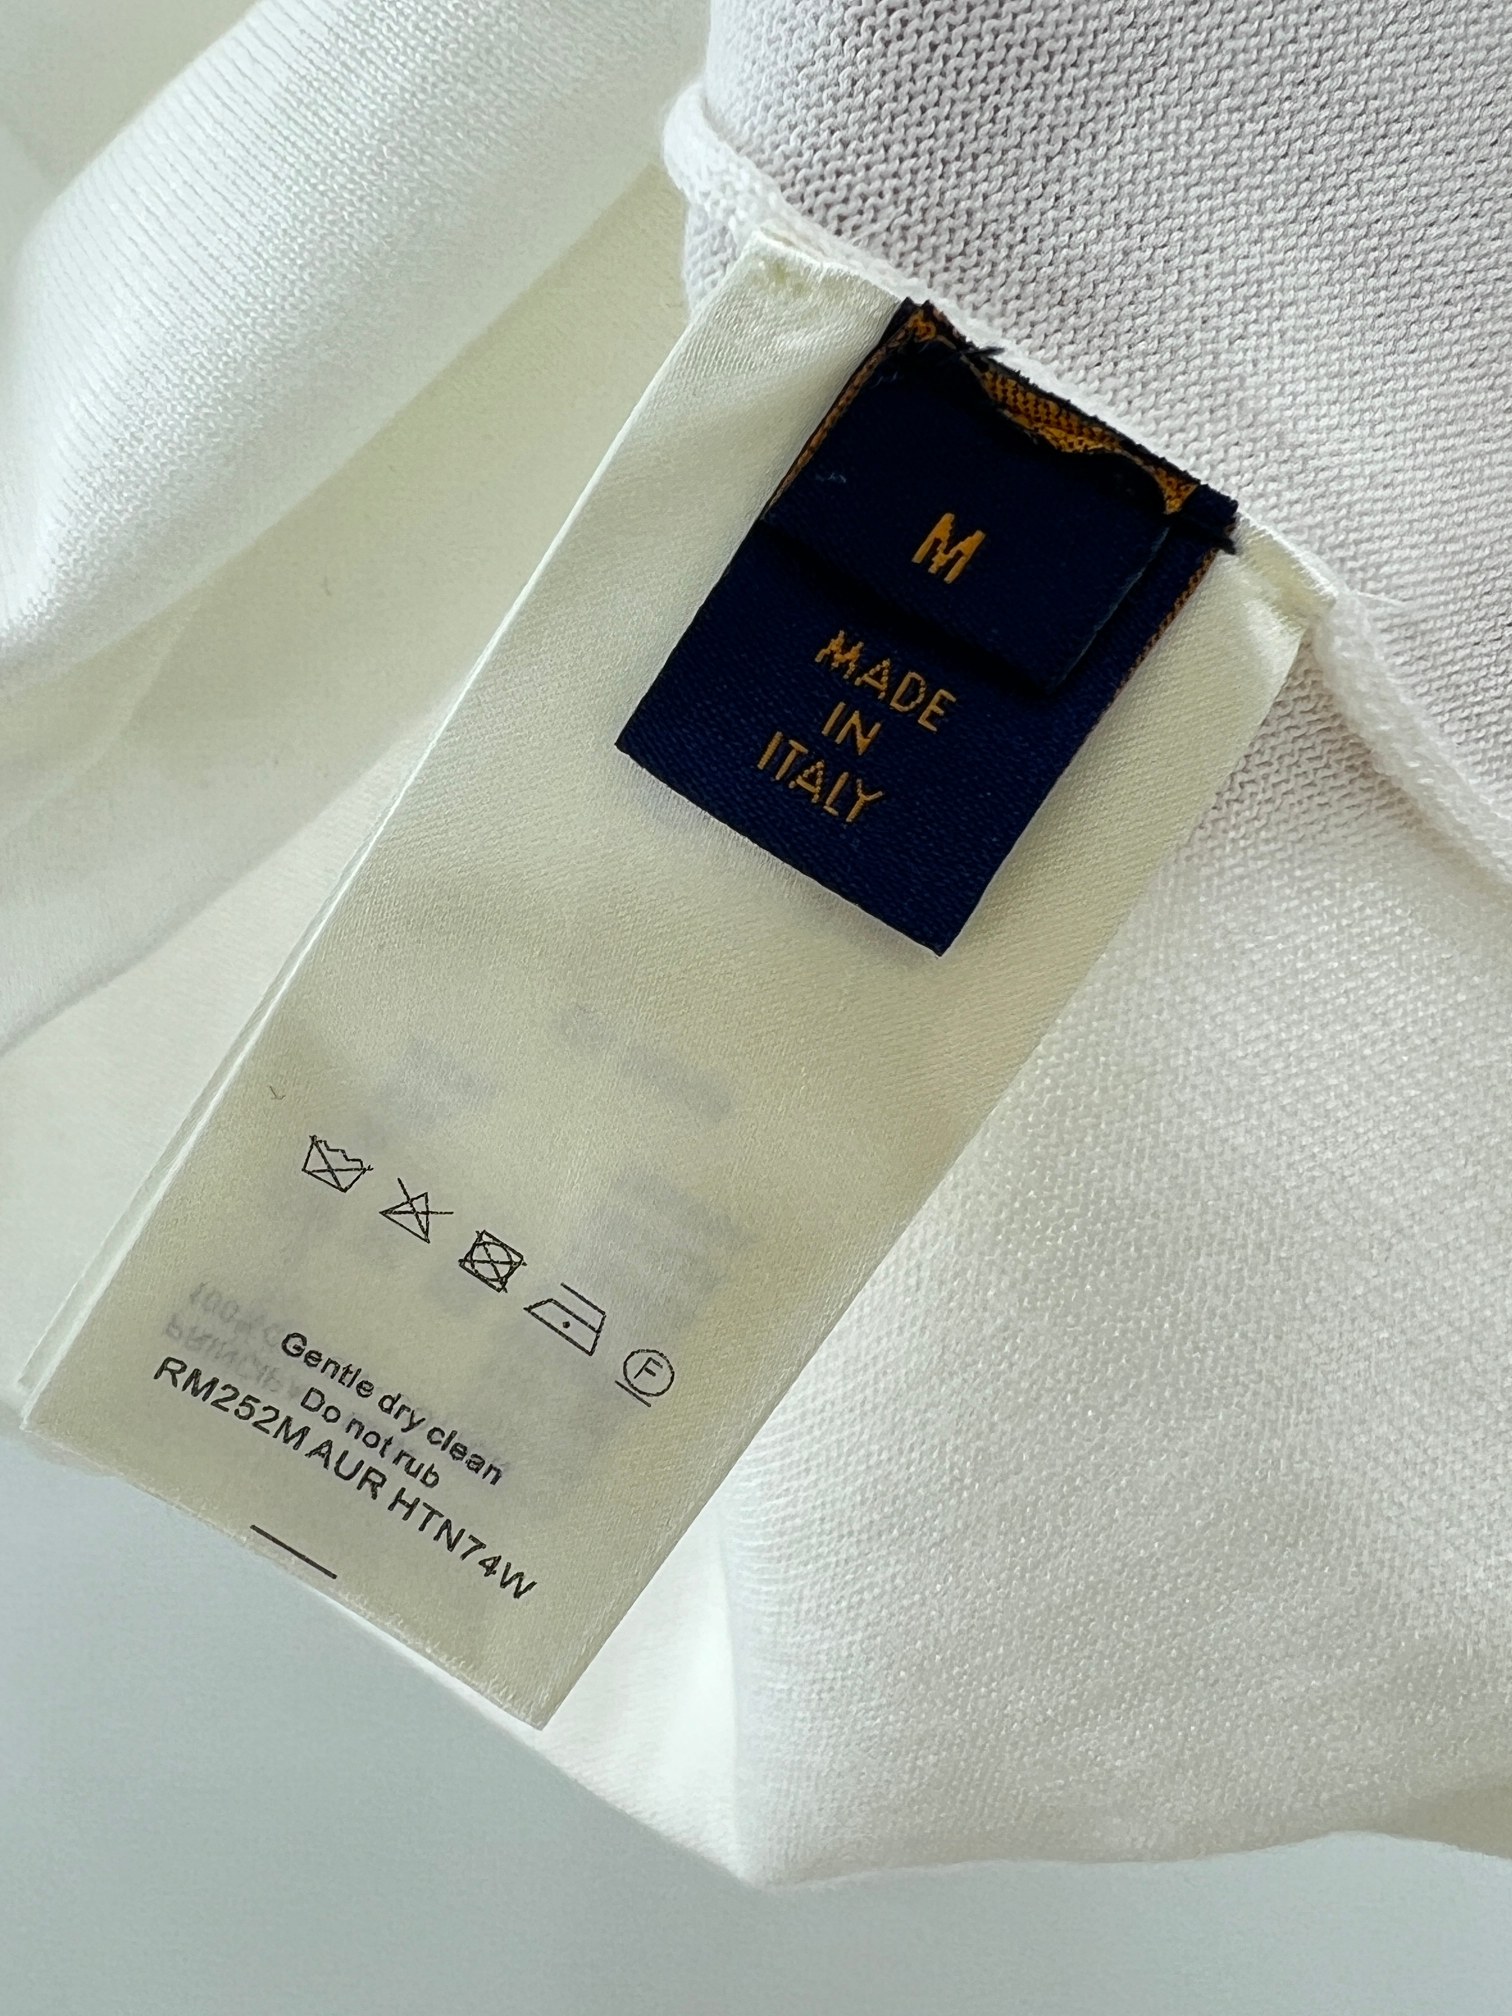 M
MADE
IN
ITALY
F
Gentle dry clean
Do not rub
RM252M AUR HTN74W